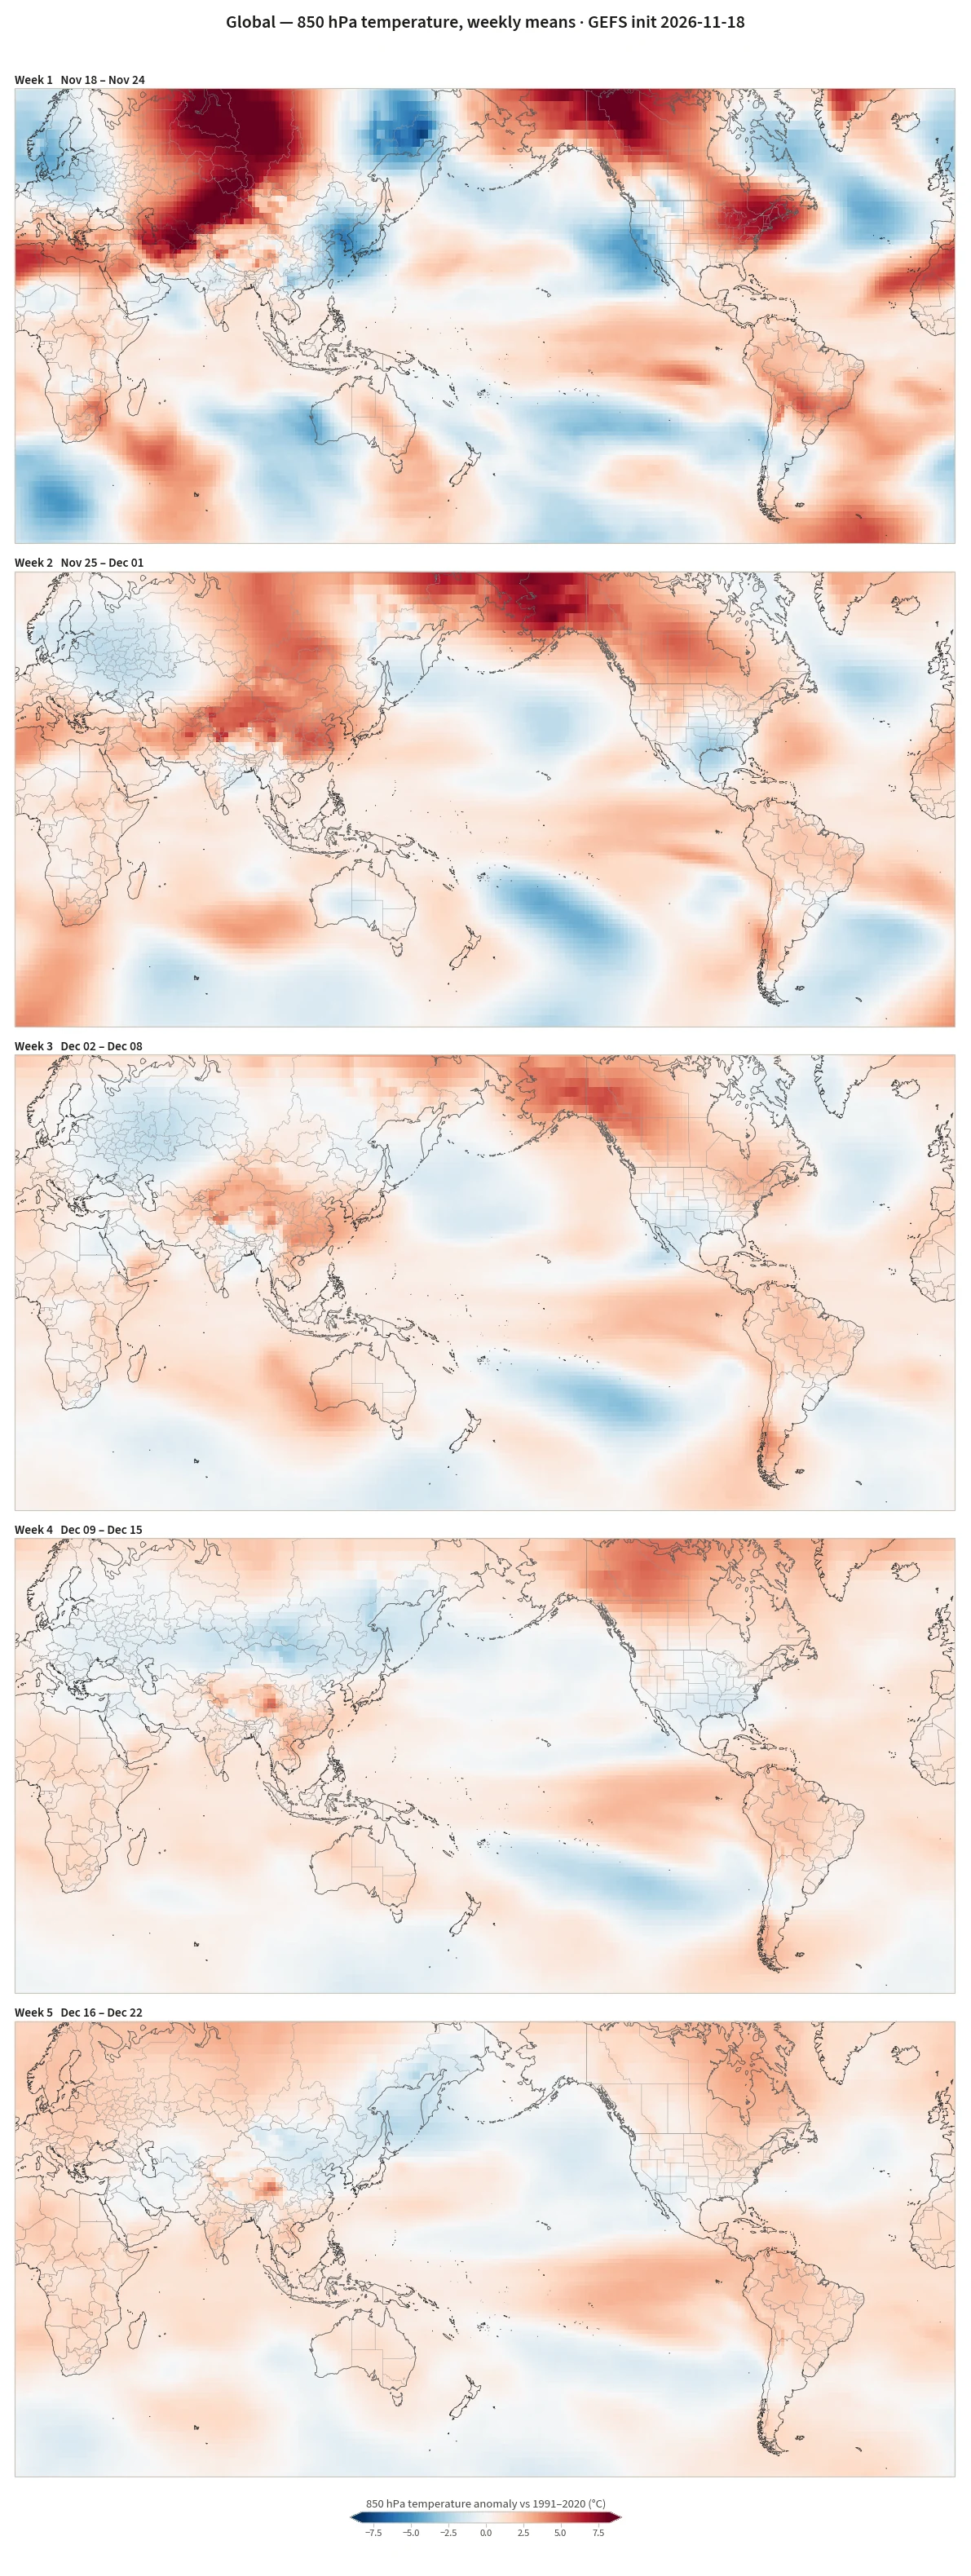 Global — 850 hPa temperature, weekly means · GEFS init 2026-11-18
Week 1 Nov 18 – Nov 24
Week 2 Nov 25 – Dec 01
Week 3 Dec 02 – Dec 08
Week 4 Dec 09 – Dec 15
Week 5 Dec 16 – Dec 22
850 hPa temperature anomaly vs 1991–2020 (°C)
−7.5 −5.0 −2.5 0.0 2.5 5.0 7.5